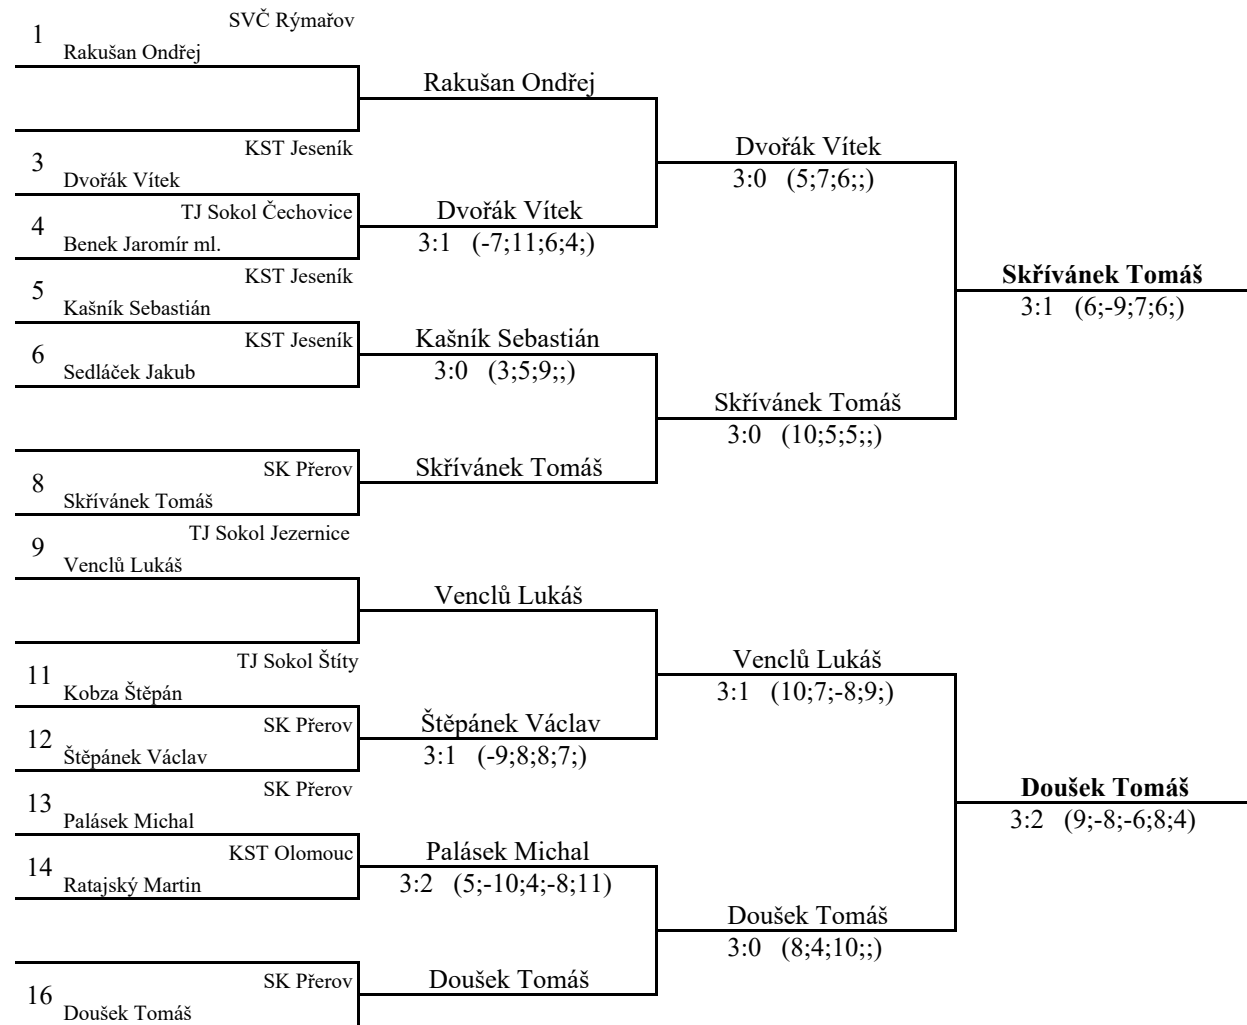 SVČ Rýmařov
1
Rakušan Ondřej
Rakušan Ondřej
KST Jeseník
3
Dvořák Vítek
Dvořák Vítek
3:0 (5;7;6;;)
TJ Sokol Čechovice
4
Benek Jaromír ml.
Dvořák Vítek
3:1 (-7;11;6;4;)
KST Jeseník
5
Kašník Sebastián
Skřívánek Tomáš
3:1 (6;-9;7;6;)
KST Jeseník
6
Sedláček Jakub
Kašník Sebastián
3:0 (3;5;9;;)
Skřívánek Tomáš
3:0 (10;5;5;;)
SK Přerov
8
Skřívánek Tomáš
Skřívánek Tomáš
TJ Sokol Jezernice
9
Venclů Lukáš
Venclů Lukáš
TJ Sokol Štíty
11
Kobza Štěpán
Venclů Lukáš
3:1 (10;7;-8;9;)
SK Přerov
12
Štěpánek Václav
Štěpánek Václav
3:1 (-9;8;8;7;)
SK Přerov
13
Palásek Michal
Doušek Tomáš
3:2 (9;-8;-6;8;4)
KST Olomouc
14
Ratajský Martin
Palásek Michal
3:2 (5;-10;4;-8;11)
Doušek Tomáš
3:0 (8;4;10;;)
SK Přerov
16
Doušek Tomáš
Doušek Tomáš